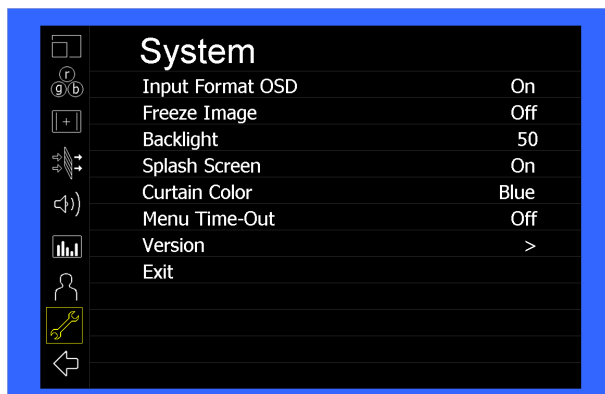 System
Input Format OSD On
Freeze Image Off
Backlight 50
Splash Screen On
Curtain Color Blue
Menu Time-Out Off
Version >
Exit
r
g b